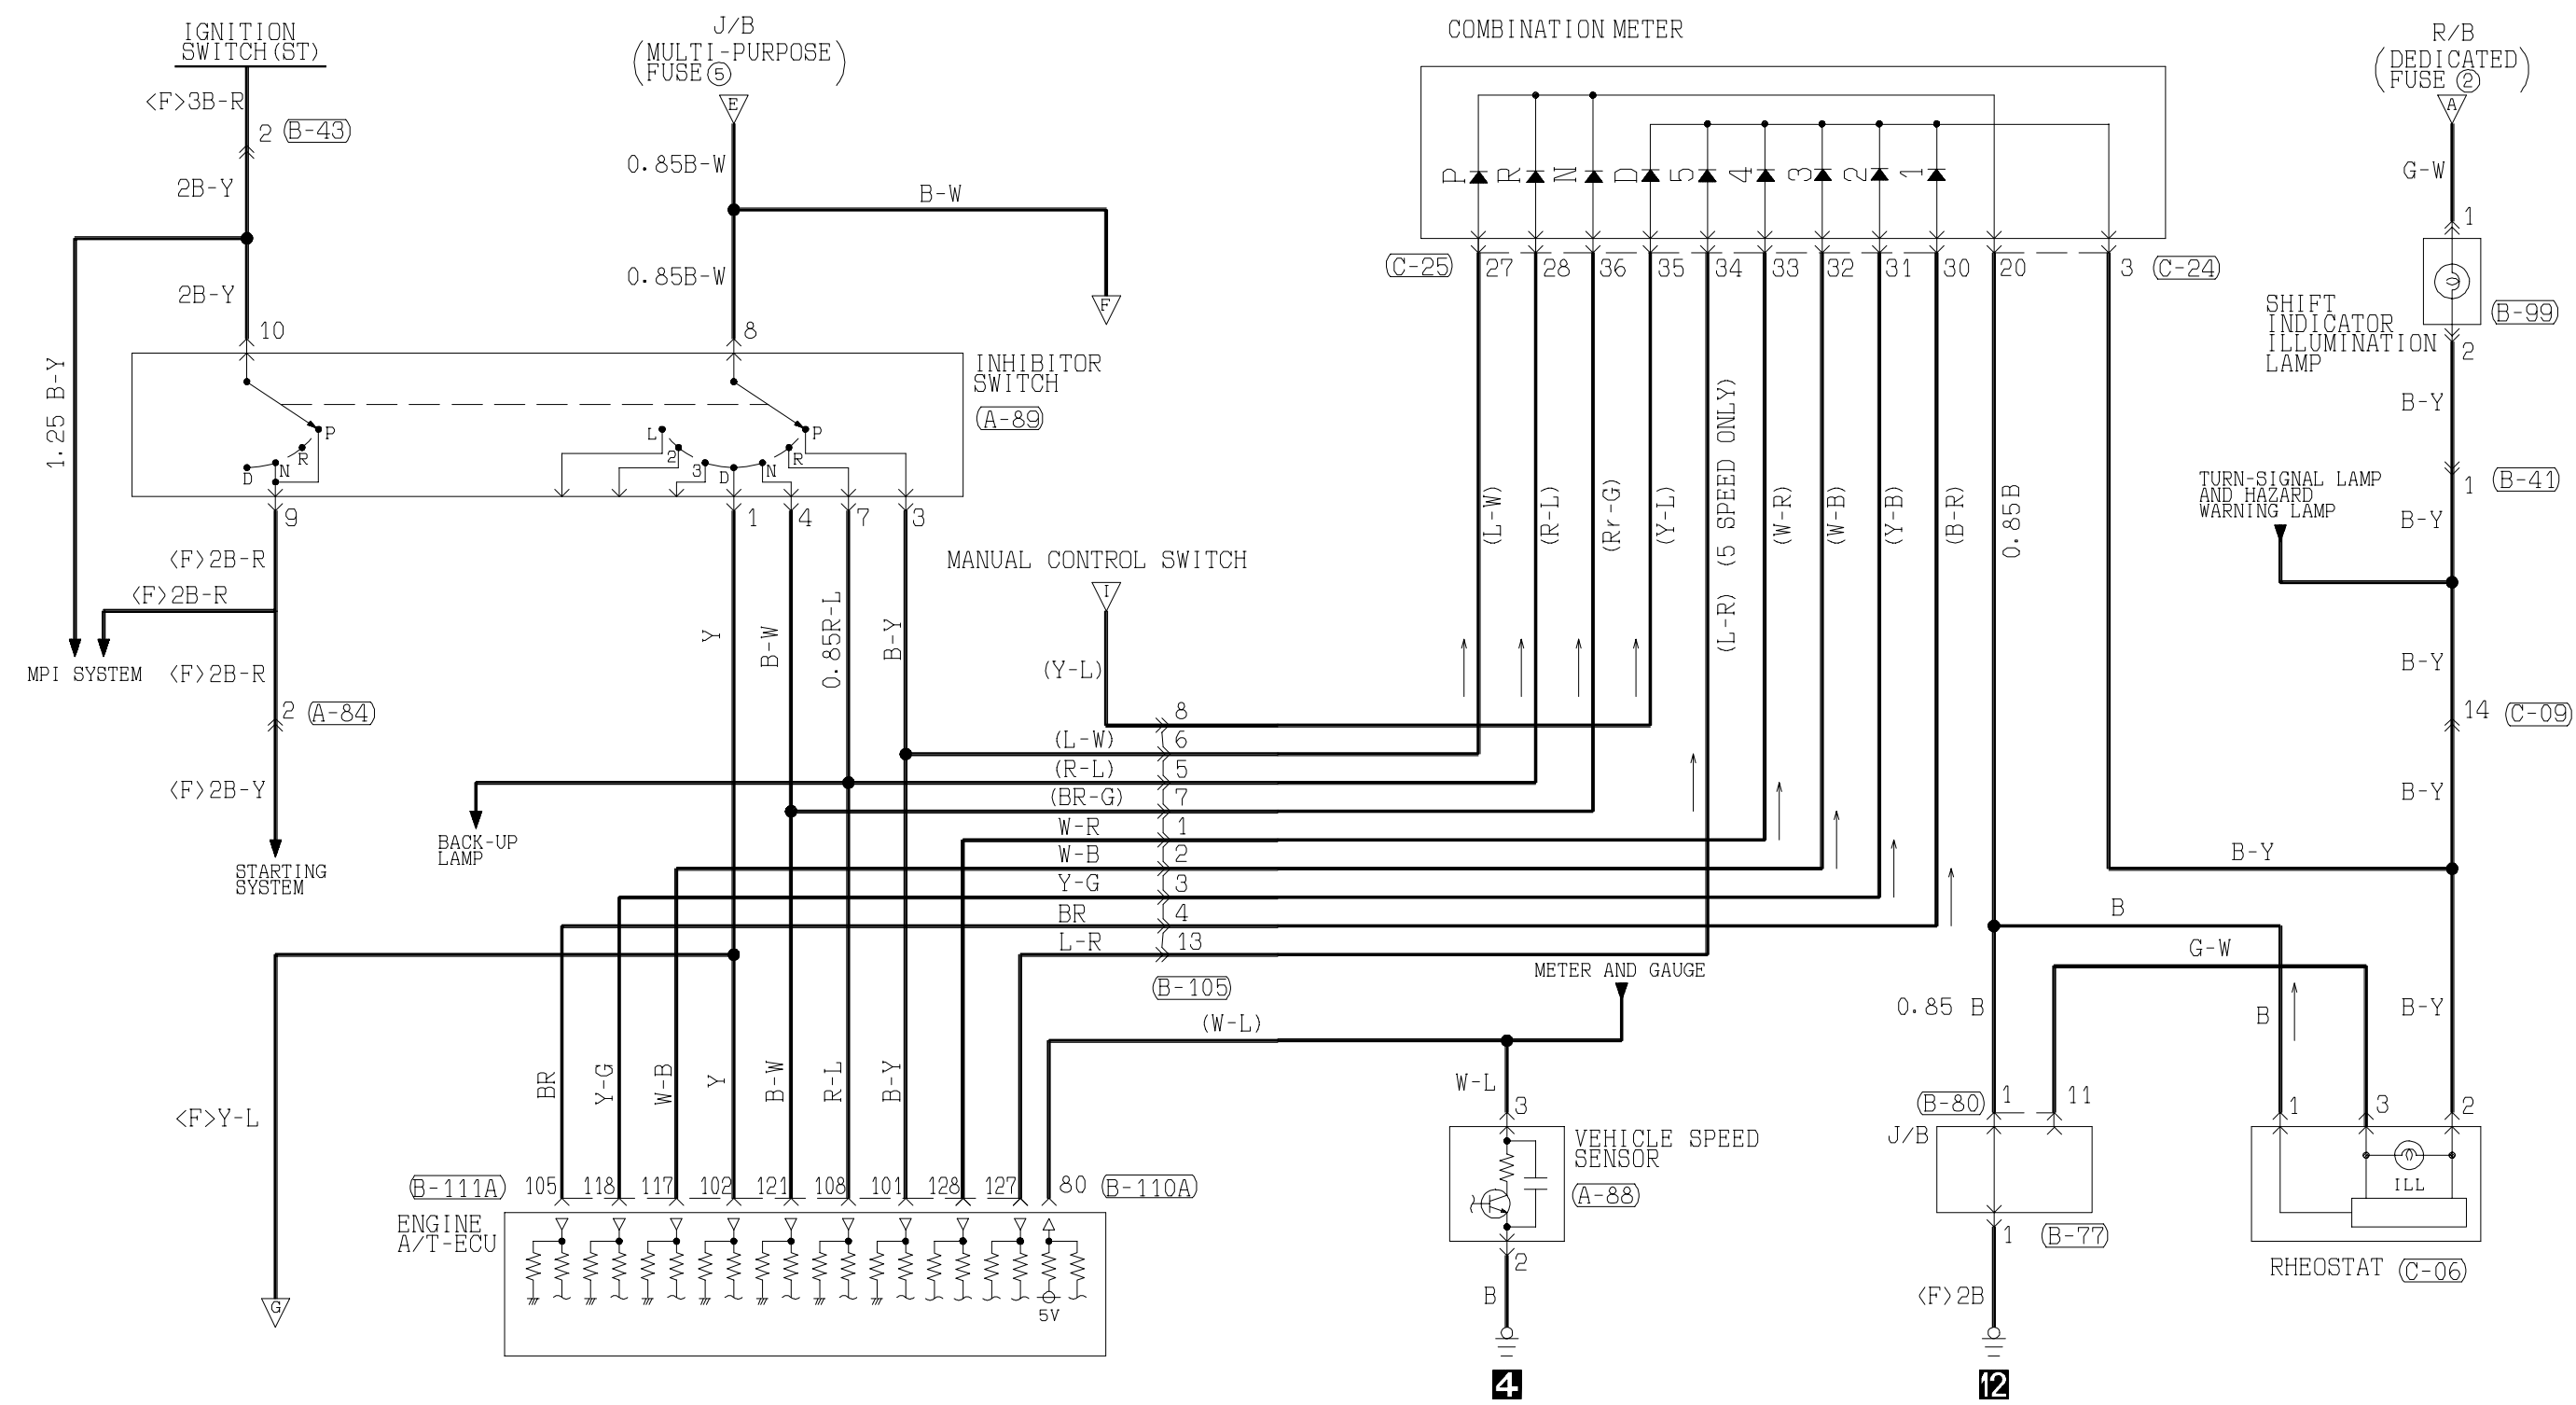 IGNITION
SWITCH(ST)
J/B
(MULTI-PURPOSE
FUSE ⑤)
COMBINATION METER
R/B
(DEDICATED
FUSE ②)
<F>3B-R
E
A
2 (B-43)
0.85B-W
2B-Y
B-W
P R N D 5 4 3 2 1
G-W
1
0.85B-W
(C-25) 27 28 36 35 34 33 32 31 30 20 3 (C-24)
2B-Y
F
SHIFT
INDICATOR
ILLUMINATION
LAMP
(B-99)
10
8
2
INHIBITOR
SWITCH
(A-89)
1.25 B-Y
B-Y
P
R
N
D
L
2
3
D
N
R
P
1 (B-41)
9
1
4
7
3
(L-W)
(R-L)
(Rr-G)
(Y-L)
(L-R) (5 SPEED ONLY)
(W-R)
(W-B)
(Y-B)
(B-R)
0.85B
TURN-SIGNAL LAMP
AND HAZARD
WARNING LAMP
B-Y
<F>2B-R
MANUAL CONTROL SWITCH
I
<F>2B-R
Y
B-W
0.85R-L
B-Y
MPI SYSTEM
<F>2B-R
(Y-L)
B-Y
2 (A-84)
8
14 (C-09)
(L-W) 6
(R-L) 5
<F>2B-Y
(BR-G) 7
B-Y
W-R 1
BACK-UP
LAMP
W-B 2
B-Y
STARTING
SYSTEM
Y-G 3
BR 4
B
L-R 13
G-W
METER AND GAUGE
(B-105)
(W-L)
0.85 B
B
B-Y
BR
Y-G
W-B
Y
B-W
R-L
B-Y
W-L
<F>Y-L
3
(B-80) 1 11
1
3
2
J/B
VEHICLE SPEED
SENSOR
(A-88)
(B-111A) 105 118 117 102 121 108 101 128 127 80 (B-110A)
ILL
ENGINE
A/T-ECU
1 (B-77)
2
RHEOSTAT (C-06)
B
<F>2B
G
5V
4
12